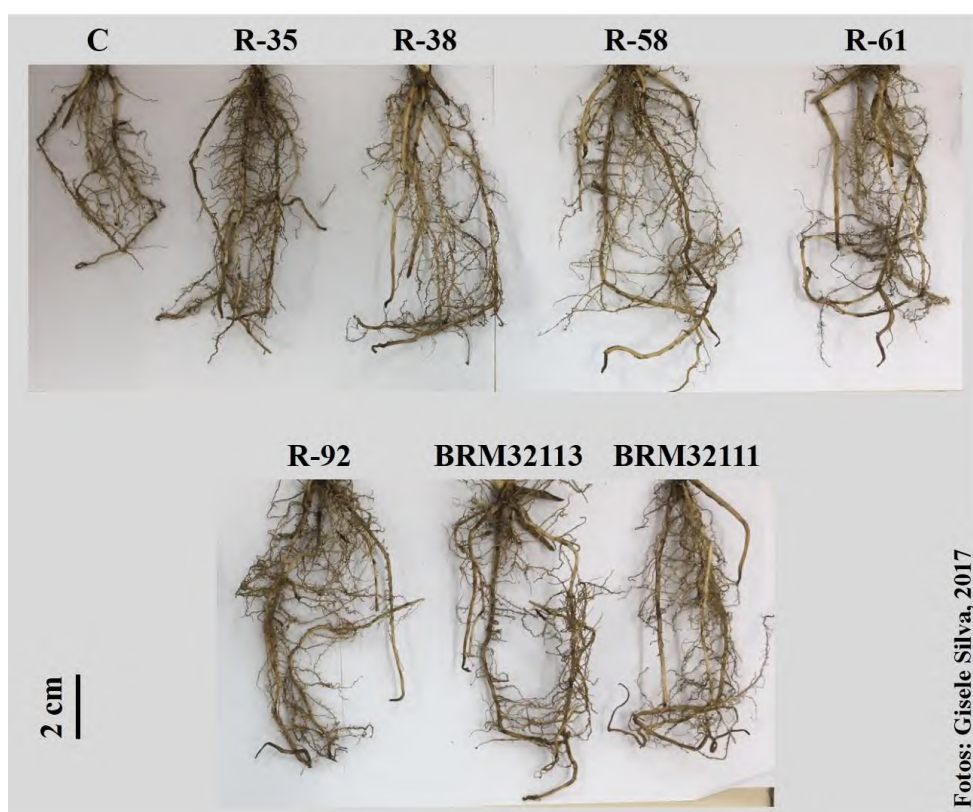 C R-35 R-38 R-58 R-61
R-92 BRM32113 BRM32111
2 cm
Fotos: Gisele Silva, 2017